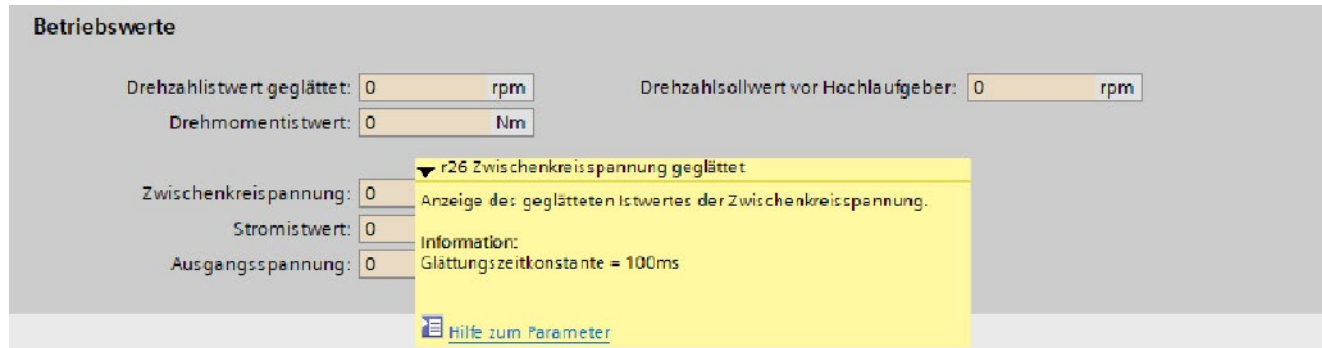 Betriebswerte
Drehzahlistwert geglättet: 0 rpm Drehzahlsollwert vor Hochlaufgeber: 0 rpm
Drehmomentistwert: 0 Nm
r26 Zwischenkreisspannung geglättet
Zwischenkreispannung: 0
Anzeige des geglätteten Istwertes der Zwischenkreisspannung.
Stromistwert: 0
Information:
Ausgangsspannung: 0
Glättungszeitkonstante = 100ms
Hilfe zum Parameter